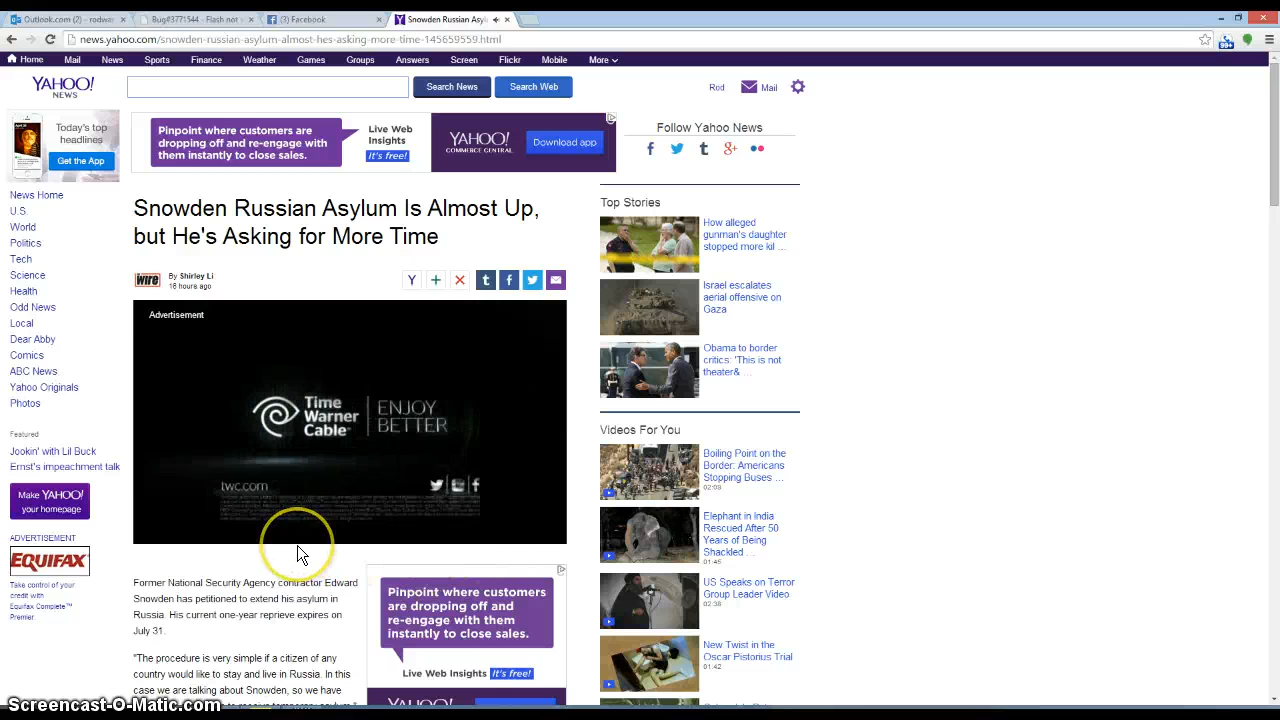 Outlook.com (2) - rodwar
Bug#3771544 - Flash not v
(3) Facebook
Snowden Russian Asylu
news.yahoo.com/snowden-russian-asylum-almost-hes-asking-more-time-145659559.html
99+
Home Mail News Sports Finance Weather Games Groups Answers Screen Flickr Mobile More
YAHOO!
NEWS
Search News
Search Web
Rod
Mail
Today's top
headlines
Get the App
Pinpoint where customers are
dropping off and re-engage with
them instantly to close sales.
Live Web
Insights
It's free!
YAHOO!
COMMERCE CENTRAL
Download app
Follow Yahoo News
News Home
U.S.
World
Politics
Tech
Science
Health
Odd News
Local
Dear Abby
Comics
ABC News
Yahoo Originals
Photos
Featured
Jookin' with Lil Buck
Ernst's impeachment talk
Make YAHOO!
your homepage
ADVERTISEMENT
EQUIFAX
Take control of your
credit with
Equifax Complete™
Premier
Snowden Russian Asylum Is Almost Up,
but He's Asking for More Time
wire
By Shirley Li
18 hours ago
Advertisement
Time
Warner
Cable
ENJOY
BETTER
twc.com
Former National Security Agency contractor Edward
Snowden has petitioned to extend his asylum in
Russia. His current one-year reprieve expires on
July 31.
"The procedure is very simple if a citizen of any
country would like to stay and live in Russia. In this
case we are talking about Snowden, so we have
Pinpoint where customers
are dropping off and
re-engage with them
instantly to close sales.
Live Web Insights It's free!
YAHOO!
Top Stories
How alleged
gunman's daughter
stopped more kil ...
Israel escalates
aerial offensive on
Gaza
Obama to border
critics: 'This is not
theater& ...
Videos For You
Boiling Point on the
Border: Americans
Stopping Buses ...
02:09
Elephant in India
Rescued After 50
Years of Being
Shackled ...
01:45
US Speaks on Terror
Group Leader Video
02:38
New Twist in the
Oscar Pistorius Trial
01:42
Screencast-O-Matic.com